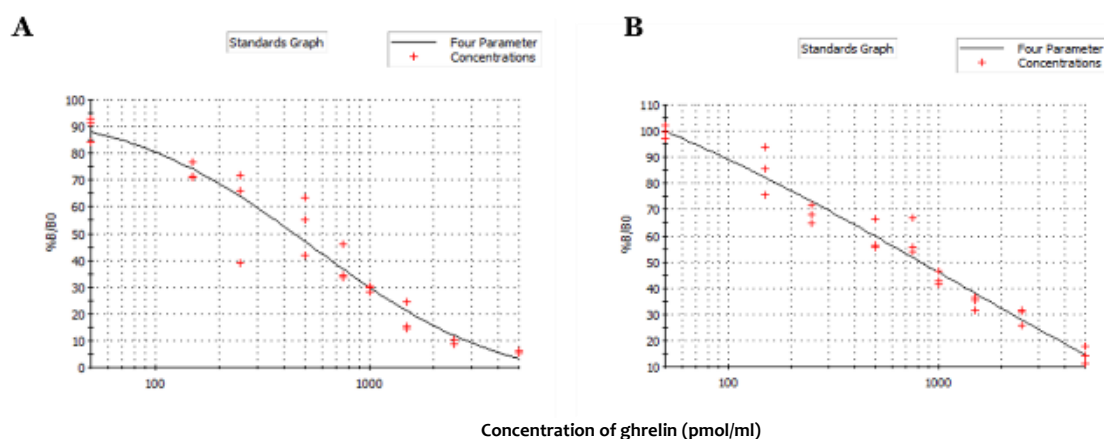 A
Standards Graph
Four Parameter
Concentrations
100
90
80
70
60
50
40
30
20
10
0
%B/B0
100
1000
B
Standards Graph
Four Parameter
Concentrations
110
100
90
80
70
60
50
40
30
20
10
%B/B0
100
1000
Concentration of ghrelin (pmol/ml)